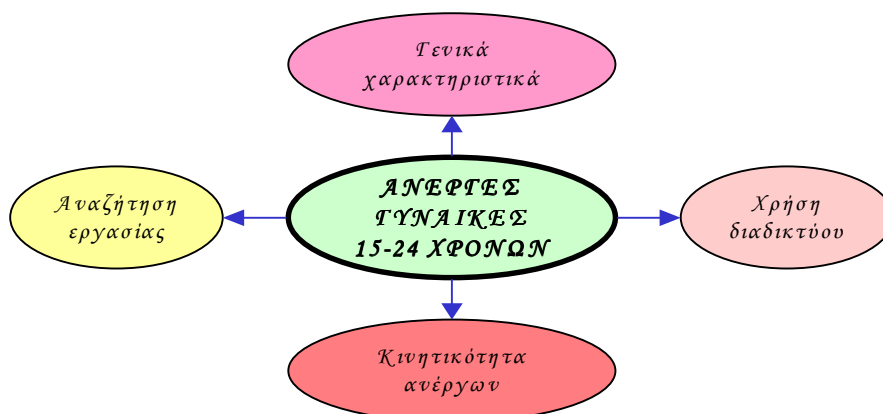 Γενικά
χαρακτηριστικά
Αναζήτηση
εργασίας
ΑΝΕΡΓΕΣ
ΓΥΝΑΙΚΕΣ
15-24 ΧΡΟΝΩΝ
Χρήση
διαδικτύου
Κινητικότητα
ανέργων